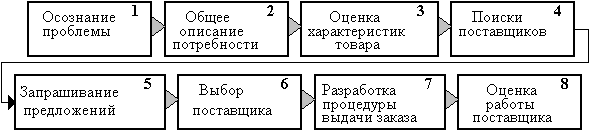 Осознание 1
проблемы
Общее 2
описание
потребности
Оценка 3
характеристик
товара
Поиски 4
поставщиков
5
Запрашивание
предложений
Выбор 6
поставщика
Разработка 7
процедуры
выдачи заказа
Оценка 8
работы
поставщика